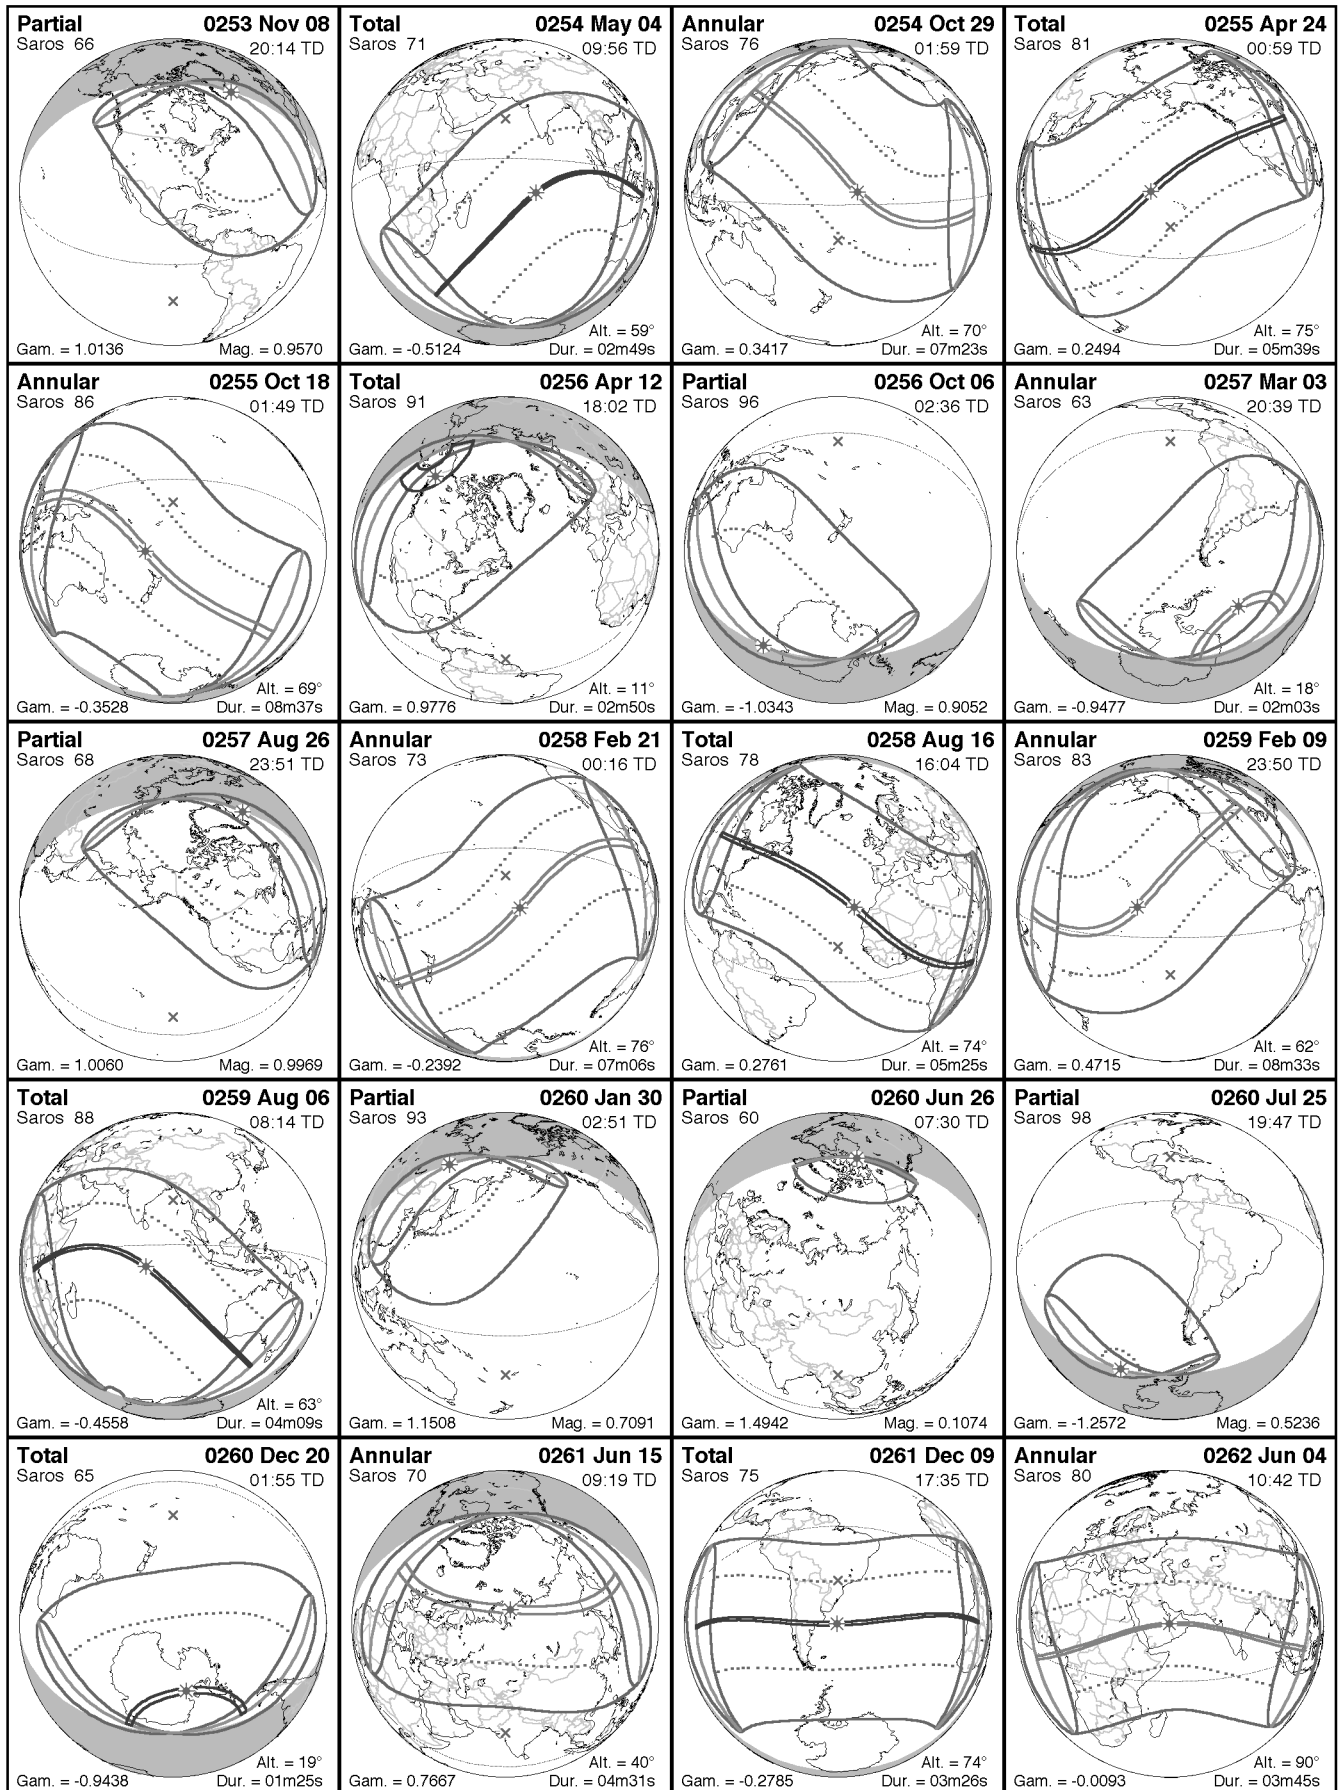 Partial 0253 Nov 08
Saros 66 20:14 TD
Gam. = 1.0136 Mag. = 0.9570
Total 0254 May 04
Saros 71 09:56 TD
Alt. = 59°
Gam. = -0.5124 Dur. = 02m49s
Annular 0254 Oct 29
Saros 76 01:59 TD
Alt. = 70°
Gam. = 0.3417 Dur. = 07m23s
Total 0255 Apr 24
Saros 81 00:59 TD
Alt. = 75°
Gam. = 0.2494 Dur. = 05m39s
Annular 0255 Oct 18
Saros 86 01:49 TD
Alt. = 69°
Gam. = -0.3528 Dur. = 08m37s
Total 0256 Apr 12
Saros 91 18:02 TD
Alt. = 11°
Gam. = 0.9776 Dur. = 02m50s
Partial 0256 Oct 06
Saros 96 02:36 TD
Gam. = -1.0343 Mag. = 0.9052
Annular 0257 Mar 03
Saros 63 20:39 TD
Alt. = 18°
Gam. = -0.9477 Dur. = 02m03s
Partial 0257 Aug 26
Saros 68 23:51 TD
Gam. = 1.0060 Mag. = 0.9969
Annular 0258 Feb 21
Saros 73 00:16 TD
Alt. = 76°
Gam. = -0.2392 Dur. = 07m06s
Total 0258 Aug 16
Saros 78 16:04 TD
Alt. = 74°
Gam. = 0.2761 Dur. = 05m25s
Annular 0259 Feb 09
Saros 83 23:50 TD
Alt. = 62°
Gam. = 0.4715 Dur. = 08m33s
Total 0259 Aug 06
Saros 88 08:14 TD
Alt. = 63°
Gam. = -0.4558 Dur. = 04m09s
Partial 0260 Jan 30
Saros 93 02:51 TD
Gam. = 1.1508 Mag. = 0.7091
Partial 0260 Jun 26
Saros 60 07:30 TD
Gam. = 1.4942 Mag. = 0.1074
Partial 0260 Jul 25
Saros 98 19:47 TD
Gam. = -1.2572 Mag. = 0.5236
Total 0260 Dec 20
Saros 65 01:55 TD
Alt. = 19°
Gam. = -0.9438 Dur. = 01m25s
Annular 0261 Jun 15
Saros 70 09:19 TD
Alt. = 40°
Gam. = 0.7667 Dur. = 04m31s
Total 0261 Dec 09
Saros 75 17:35 TD
Alt. = 74°
Gam. = -0.2785 Dur. = 03m26s
Annular 0262 Jun 04
Saros 80 10:42 TD
Alt. = 90°
Gam. = -0.0093 Dur. = 03m45s